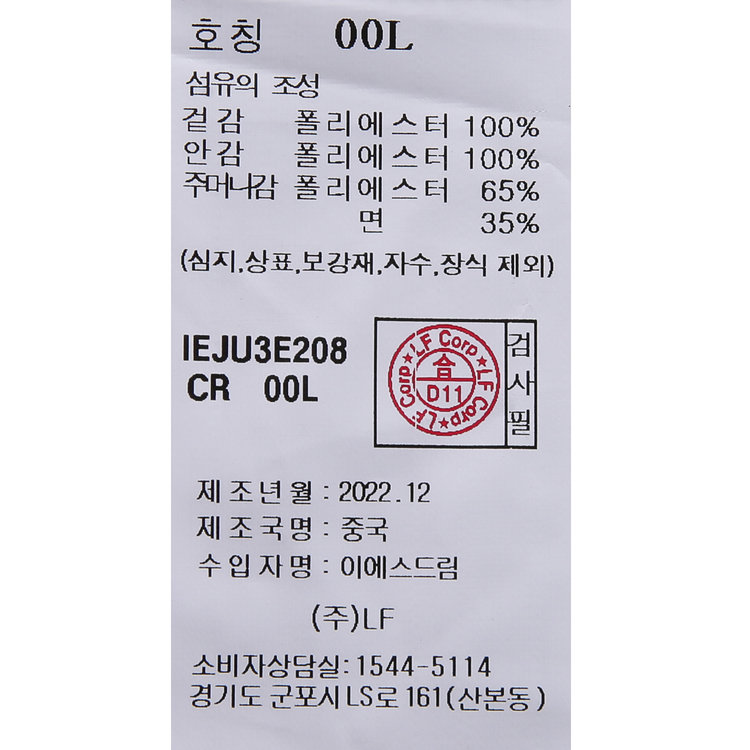 호칭 00L
섬유의 조성
겉감 폴리에스터 100%
안감 폴리에스터 100%
주머니감 폴리에스터 65%
면 35%
(심지,상표,보강재,자수,장식 제외)
IEJU3E208
CR 00L
LF Corp★LF Corp★LF Corp★
合
D11
검사필
제조년월 : 2022.12
제조국명 : 중국
수입자명 : 이에스드림
(주)LF
소비자상담실: 1544-5114
경기도 군포시 LS로 161(산본동)